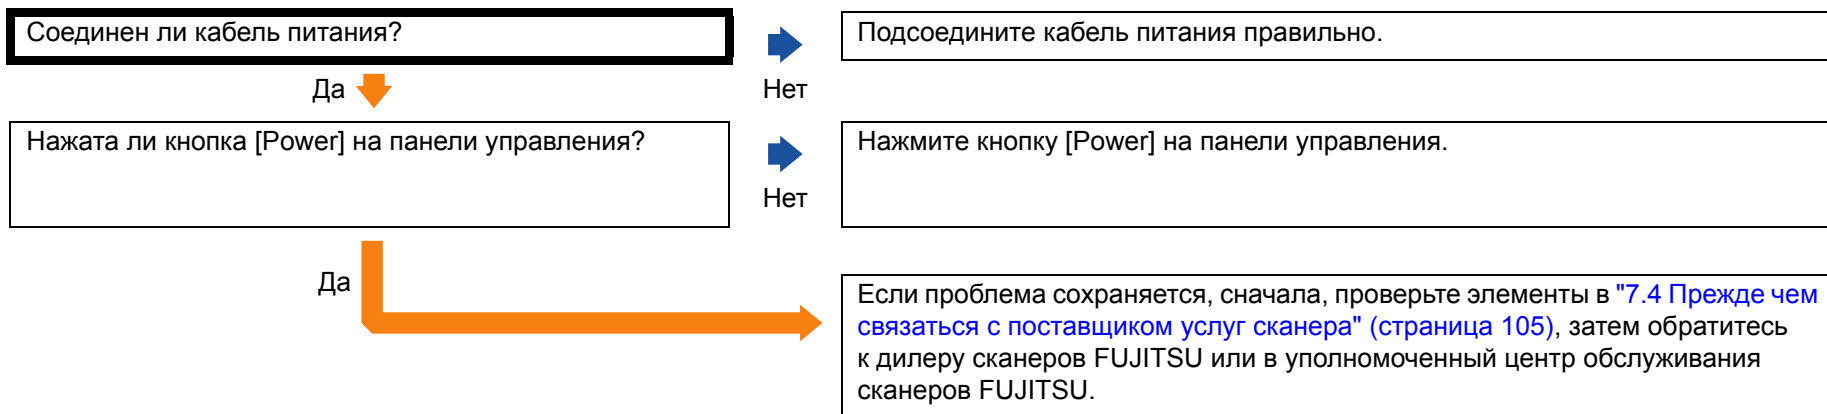 Соединен ли кабель питания?
Подсоедините кабель питания правильно.
Да
Нет
Нажата ли кнопка [Power] на панели управления?
Нажмите кнопку [Power] на панели управления.
Нет
Да
Если проблема сохраняется, сначала, проверьте элементы в "7.4 Прежде чем
связаться с поставщиком услуг сканера" (страница 105), затем обратитесь
к дилеру сканеров FUJITSU или в уполномоченный центр обслуживания
сканеров FUJITSU.